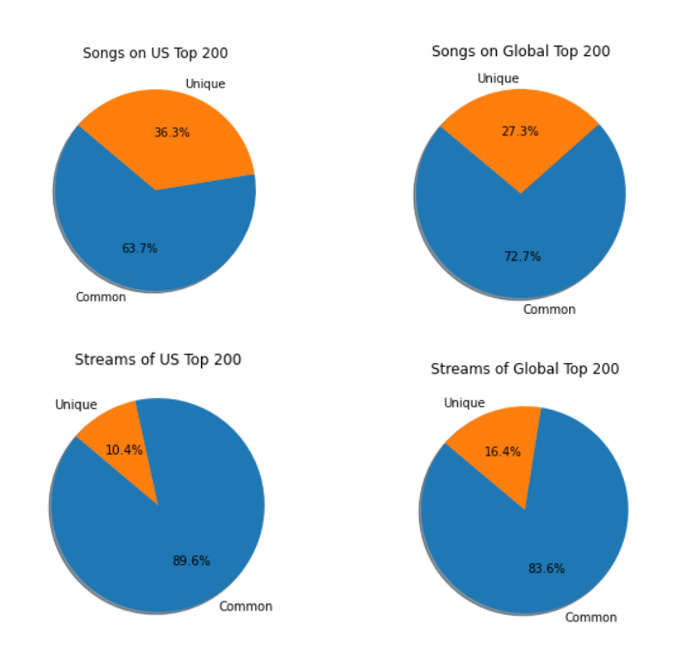 Songs on US Top 200
Unique
36.3%
63.7%
Common
Songs on Global Top 200
Unique
27.3%
72.7%
Common
Streams of US Top 200
Unique
10.4%
89.6%
Common
Streams of Global Top 200
Unique
16.4%
83.6%
Common